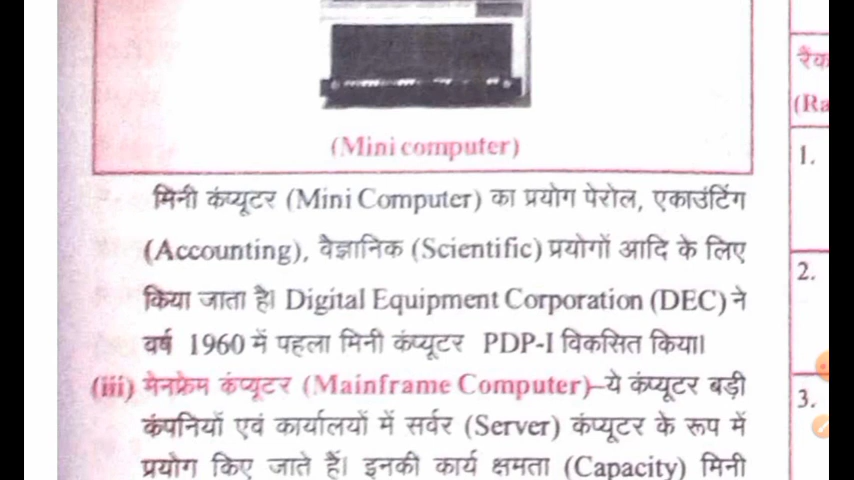 (Mini computer)
मिनी कंप्यूटर (Mini Computer) का प्रयोग पेरोल, एकाउंटिंग
(Accounting), वैज्ञानिक (Scientific) प्रयोगों आदि के लिए
किया जाता है। Digital Equipment Corporation (DEC) ने
वर्ष 1960 में पहला मिनी कंप्यूटर PDP-I विकसित किया।
(iii) मेनफ्रेम कंप्यूटर (Mainframe Computer)–ये कंप्यूटर बड़ी
कंपनियों एवं कार्यालयों में सर्वर (Server) कंप्यूटर के रूप में
प्रयोग किए जाते हैं। इनकी कार्य क्षमता (Capacity) मिनी
रैंक
(Ra
1.
2.
3.